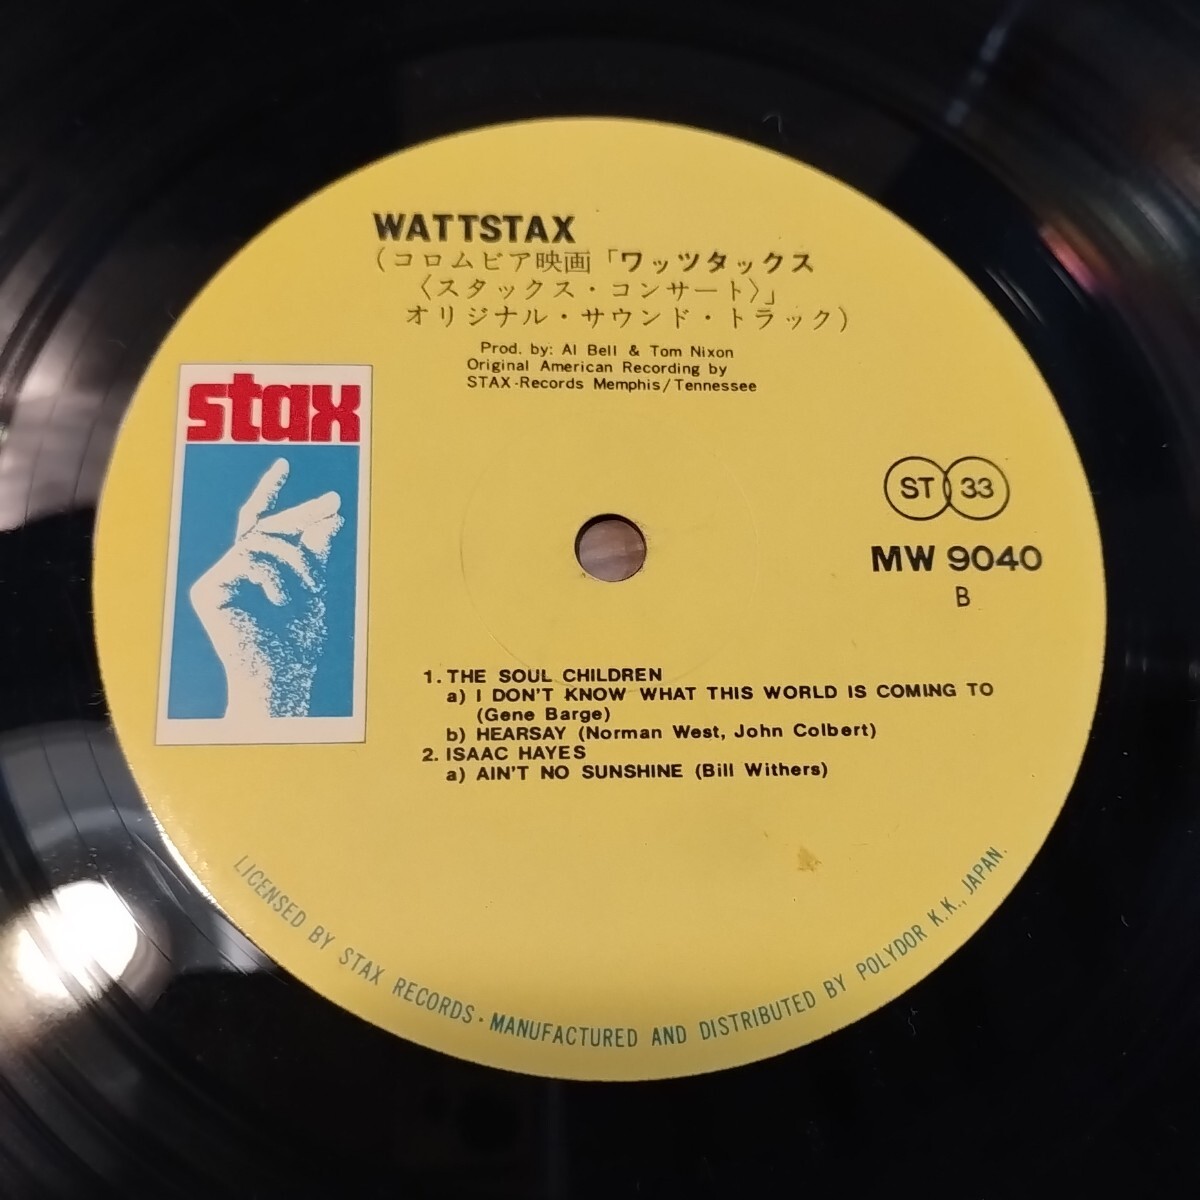 WATTSTAX
(コロムビア映画「ワッツタックス
〈スタックス・コンサート〉」
オリジナル・サウンド・トラック)
Prod. by: Al Bell & Tom Nixon
Original American Recording by
STAX-Records Memphis/Tennessee
stax
ST 33
MW 9040
B
1. THE SOUL CHILDREN
a) I DON'T KNOW WHAT THIS WORLD IS COMING TO
(Gene Barge)
b) HEARSAY (Norman West, John Colbert)
2. ISAAC HAYES
a) AIN'T NO SUNSHINE (Bill Withers)
LICENSED BY STAX RECORDS · MANUFACTURED AND DISTRIBUTED BY POLYDOR K.K., JAPAN.